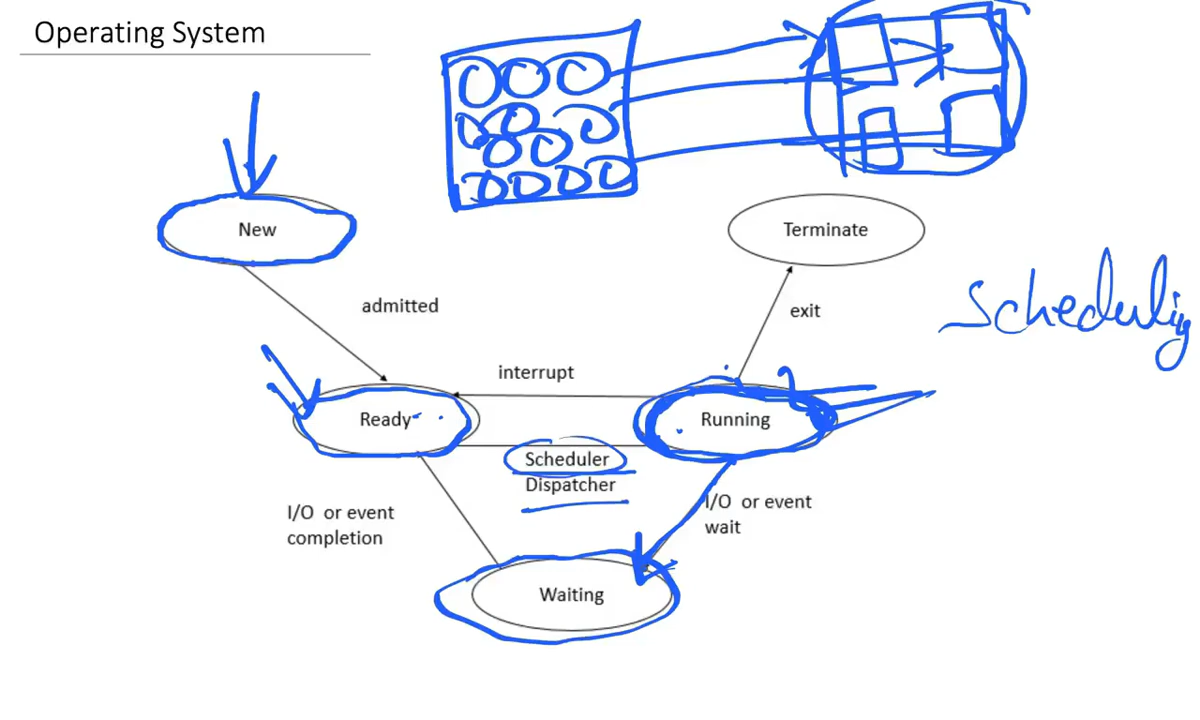 Operating System
New
Terminate
admitted
exit
Scheduling
interrupt
Ready
Running
Scheduler
Dispatcher
I/O or event
completion
I/O or event
wait
Waiting